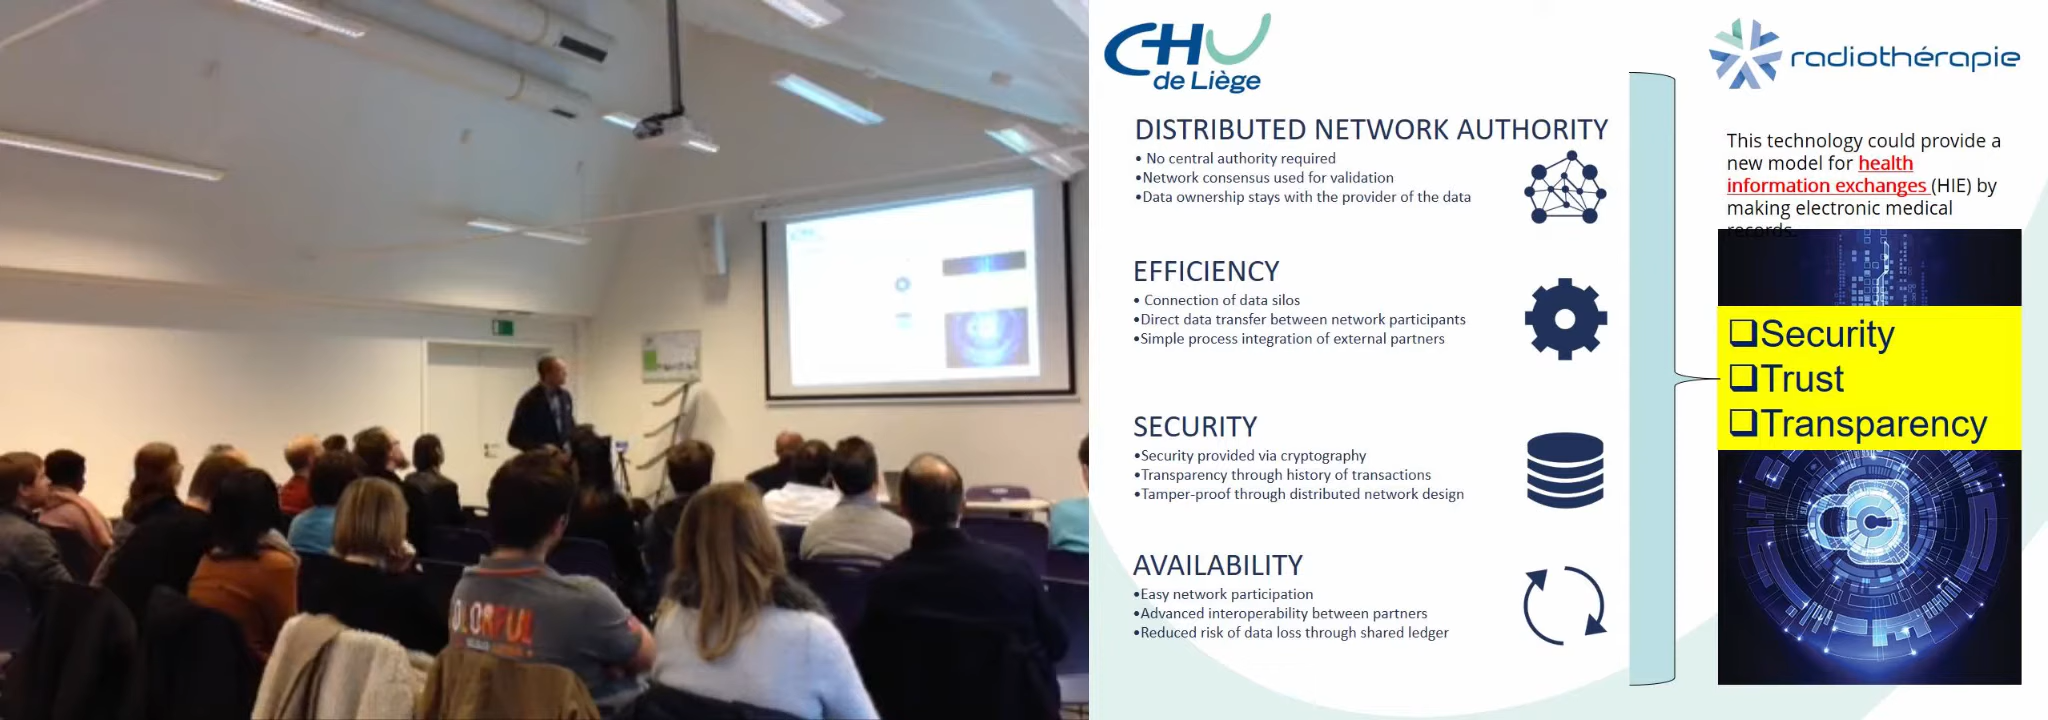 COLORFUL
CHU
de Liège
radiothérapie
DISTRIBUTED NETWORK AUTHORITY
• No central authority required
•Network consensus used for validation
•Data ownership stays with the provider of the data
EFFICIENCY
• Connection of data silos
•Direct data transfer between network participants
•Simple process integration of external partners
SECURITY
•Security provided via cryptography
•Transparency through history of transactions
•Tamper-proof through distributed network design
AVAILABILITY
•Easy network participation
•Advanced interoperability between partners
•Reduced risk of data loss through shared ledger
This technology could provide a
new model for health
information exchanges (HIE) by
making electronic medical
records.
❑Security
❑Trust
❑Transparency